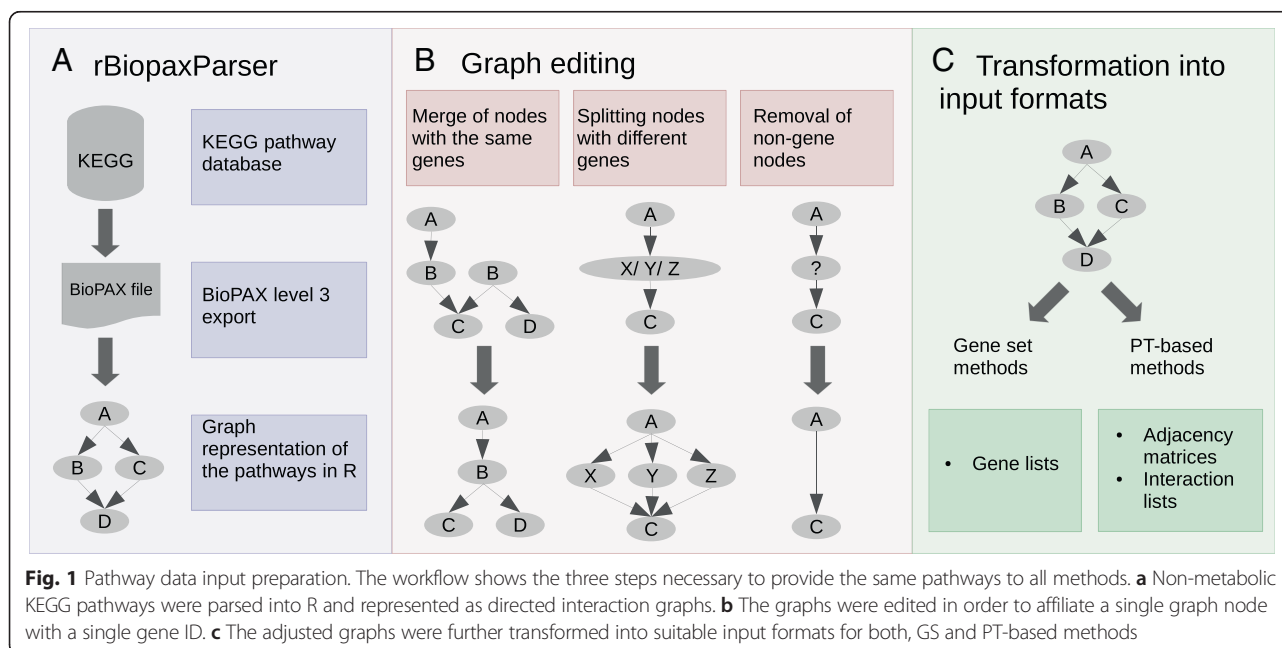 A rBiopaxParser
KEGG
KEGG pathway
database
BioPAX file
BioPAX level 3
export
A
B
C
D
Graph
representation of
the pathways in R
B Graph editing
Merge of nodes
with the same
genes
Splitting nodes
with different
genes
Removal of
non-gene
nodes
A
B B
C D
A
B
C D
A
X/ Y/ Z
C
A
X Y Z
C
A
?
C
A
C
C Transformation into
input formats
A
B C
D
Gene set
methods
PT-based
methods
• Gene lists
• Adjacency
matrices
• Interaction
lists
Fig. 1 Pathway data input preparation. The workflow shows the three steps necessary to provide the same pathways to all methods. a Non-metabolic
KEGG pathways were parsed into R and represented as directed interaction graphs. b The graphs were edited in order to affiliate a single graph node
with a single gene ID. c The adjusted graphs were further transformed into suitable input formats for both, GS and PT-based methods